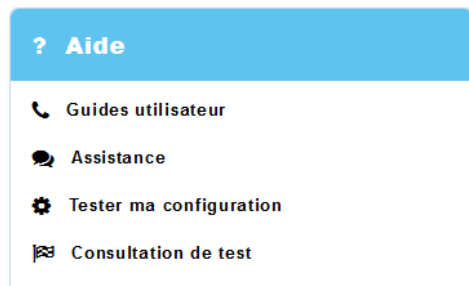 ? Aide
Guides utilisateur
Assistance
Tester ma configuration
Consultation de test